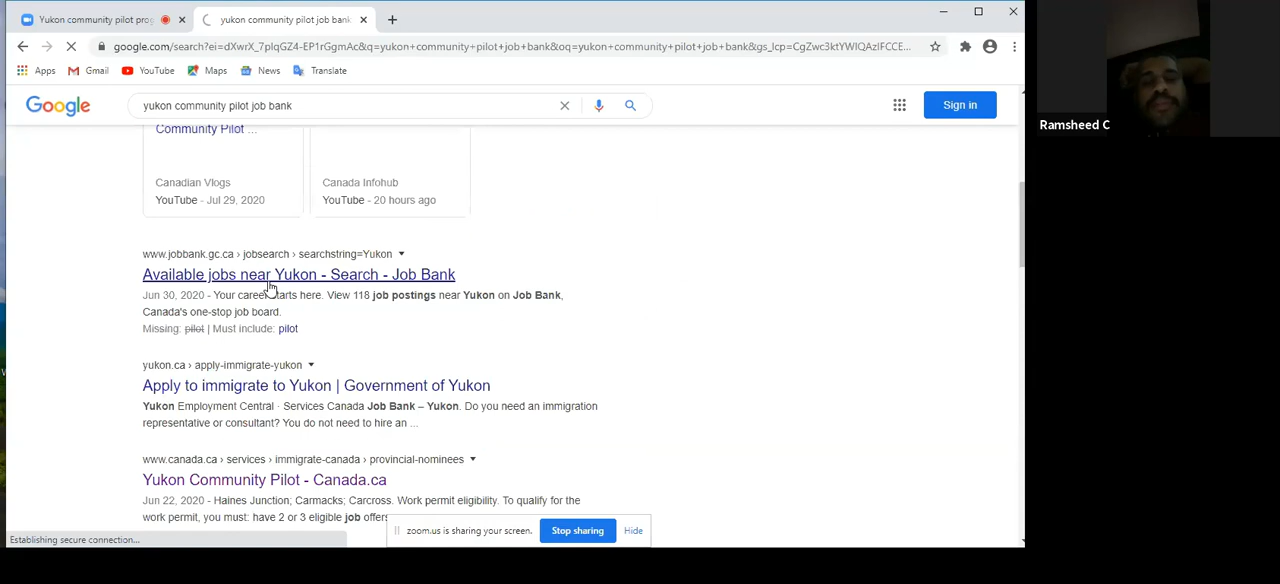 Yukon community pilot pro
yukon community pilot job bank
google.com/search?ei=dXwrX_7pIqGZ4-EP1rGgmAc&q=yukon+community+pilot+job+bank&oq=yukon+community+pilot+job+bank&gs_lcp=CgZwc3ktYWIQAzIFCCE...
Apps Gmail YouTube Maps News Translate
Google yukon community pilot job bank Sign in
Community Pilot ...
Canadian Vlogs Canada Infohub
YouTube - Jul 29, 2020 YouTube - 20 hours ago
www.jobbank.gc.ca › jobsearch › searchstring=Yukon
Available jobs near Yukon - Search - Job Bank
Jun 30, 2020 - Your career starts here. View 118 job postings near Yukon on Job Bank,
Canada's one-stop job board.
Missing: pilot | Must include: pilot
yukon.ca › apply-immigrate-yukon
Apply to immigrate to Yukon | Government of Yukon
Yukon Employment Central · Services Canada Job Bank – Yukon. Do you need an immigration
representative or consultant? You do not need to hire an ...
www.canada.ca › services › immigrate-canada › provincial-nominees
Yukon Community Pilot - Canada.ca
Jun 22, 2020 - Haines Junction; Carmacks; Carcross. Work permit eligibility. To qualify for the
work permit, you must: have 2 or 3 eligible job offers
zoom.us is sharing your screen. Stop sharing Hide
Establishing secure connection...
Ramsheed C